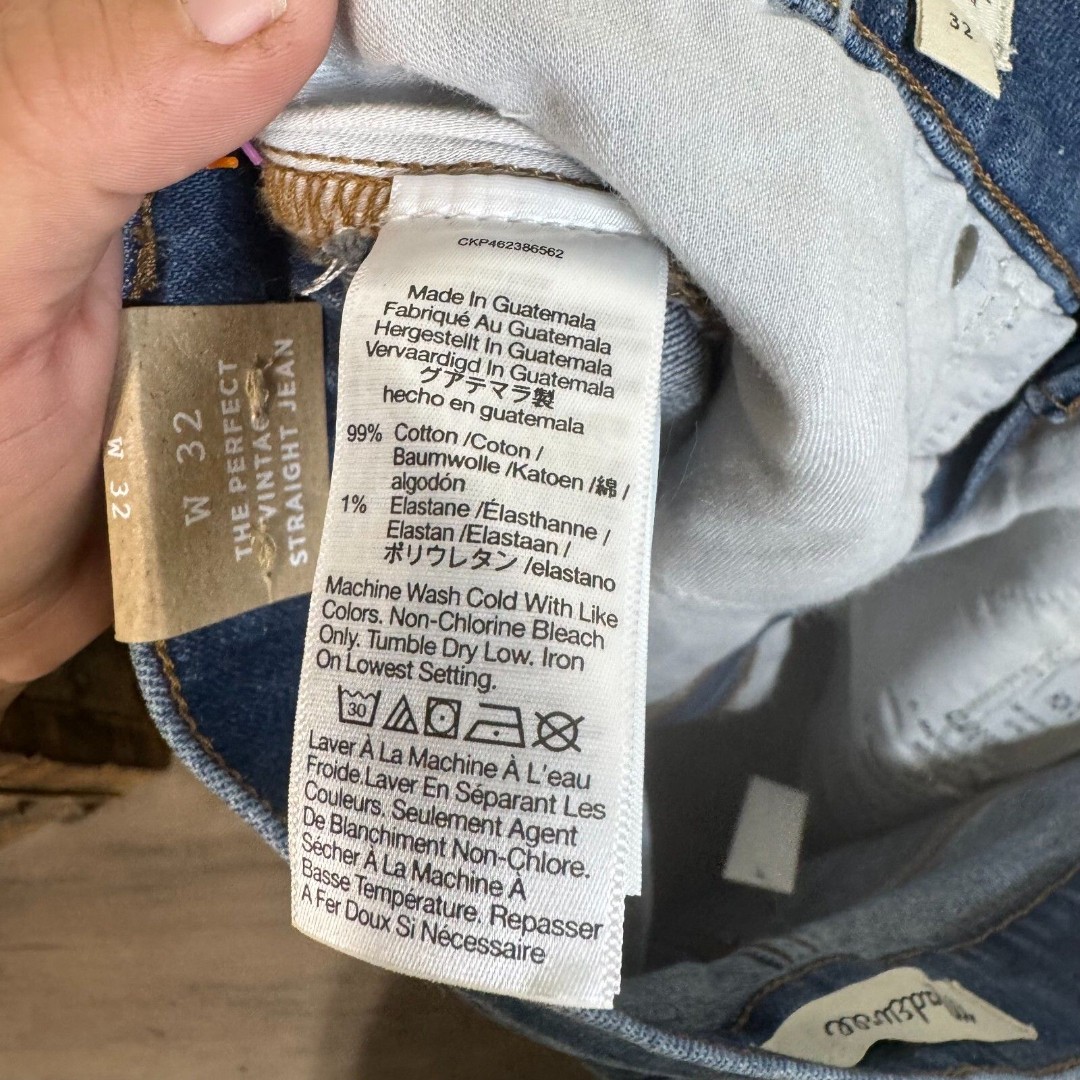 32
CKP462386562
Made In Guatemala
Fabriqué Au Guatemala
Hergestellt In Guatemala
Vervaardigd In Guatemala
グアテマラ製
hecho en guatemala
99% Cotton /Coton /
Baumwolle /Katoen /綿 /
algodón
1% Elastane /Élasthanne /
Elastan /Elastaan /
ポリウレタン /elastano
Machine Wash Cold With Like
Colors. Non-Chlorine Bleach
Only. Tumble Dry Low. Iron
On Lowest Setting.
30
Laver À La Machine À L'eau
Froide.Laver En Séparant Les
Couleurs. Seulement Agent
De Blanchiment Non-Chlore.
Sécher À La Machine À
Basse Température. Repasser
A Fer Doux Si Nécessaire
W 32
THE PERFECT
VINTAGE
STRAIGHT JEAN
W 32
madewell